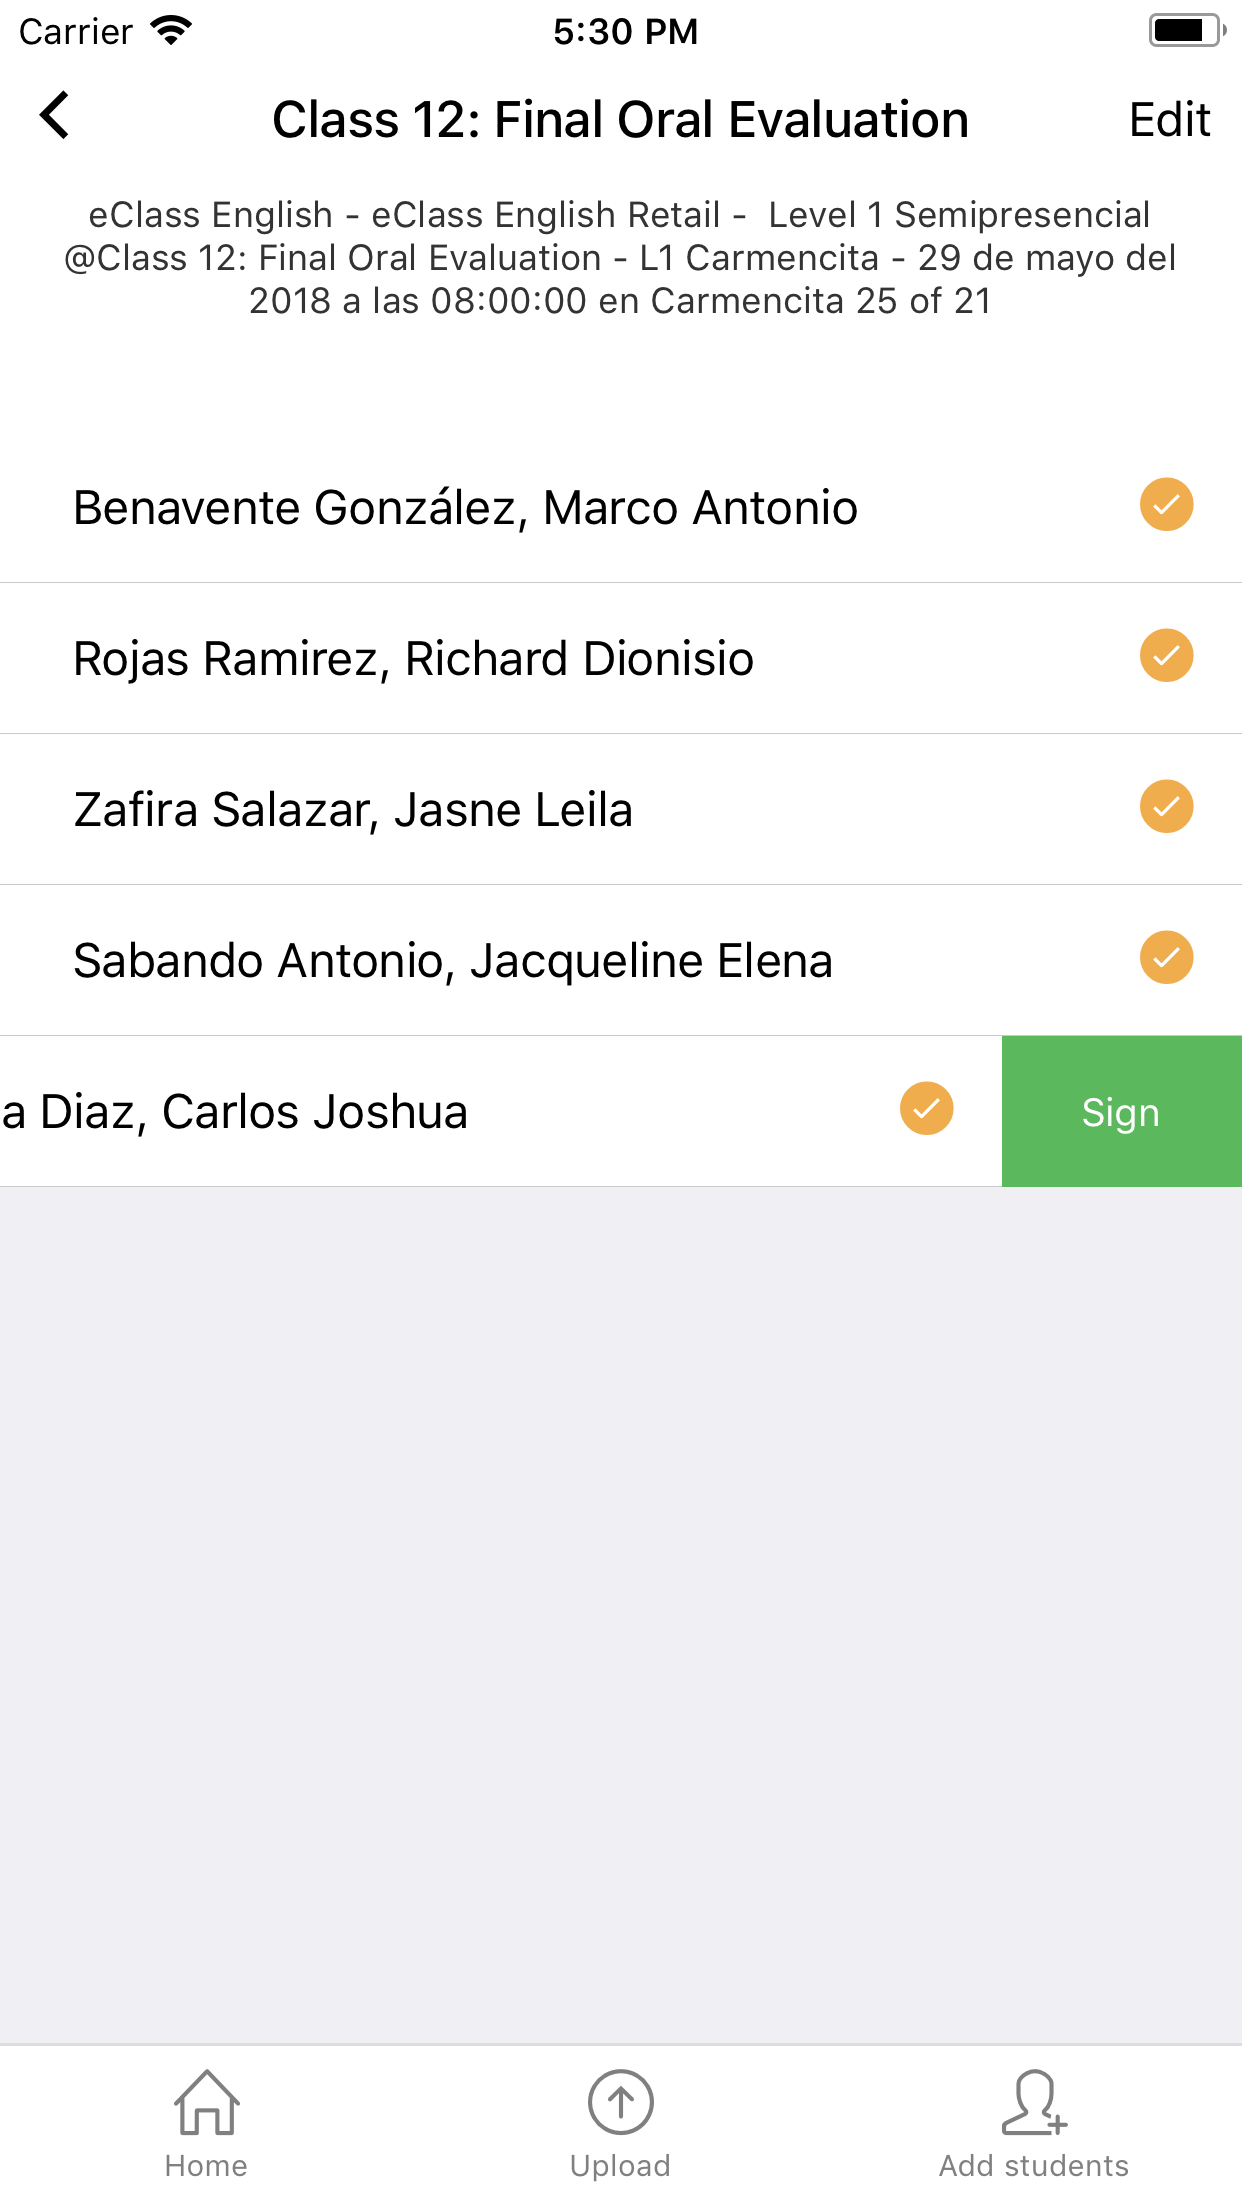 Carrier 5:30 PM
Class 12: Final Oral Evaluation Edit
eClass English - eClass English Retail -  Level 1 Semipresencial
@Class 12: Final Oral Evaluation - L1 Carmencita - 29 de mayo del
2018 a las 08:00:00 en Carmencita 25 of 21
Benavente González, Marco Antonio
Rojas Ramirez, Richard Dionisio
Zafira Salazar, Jasne Leila
Sabando Antonio, Jacqueline Elena
a Diaz, Carlos Joshua Sign
Home Upload Add students